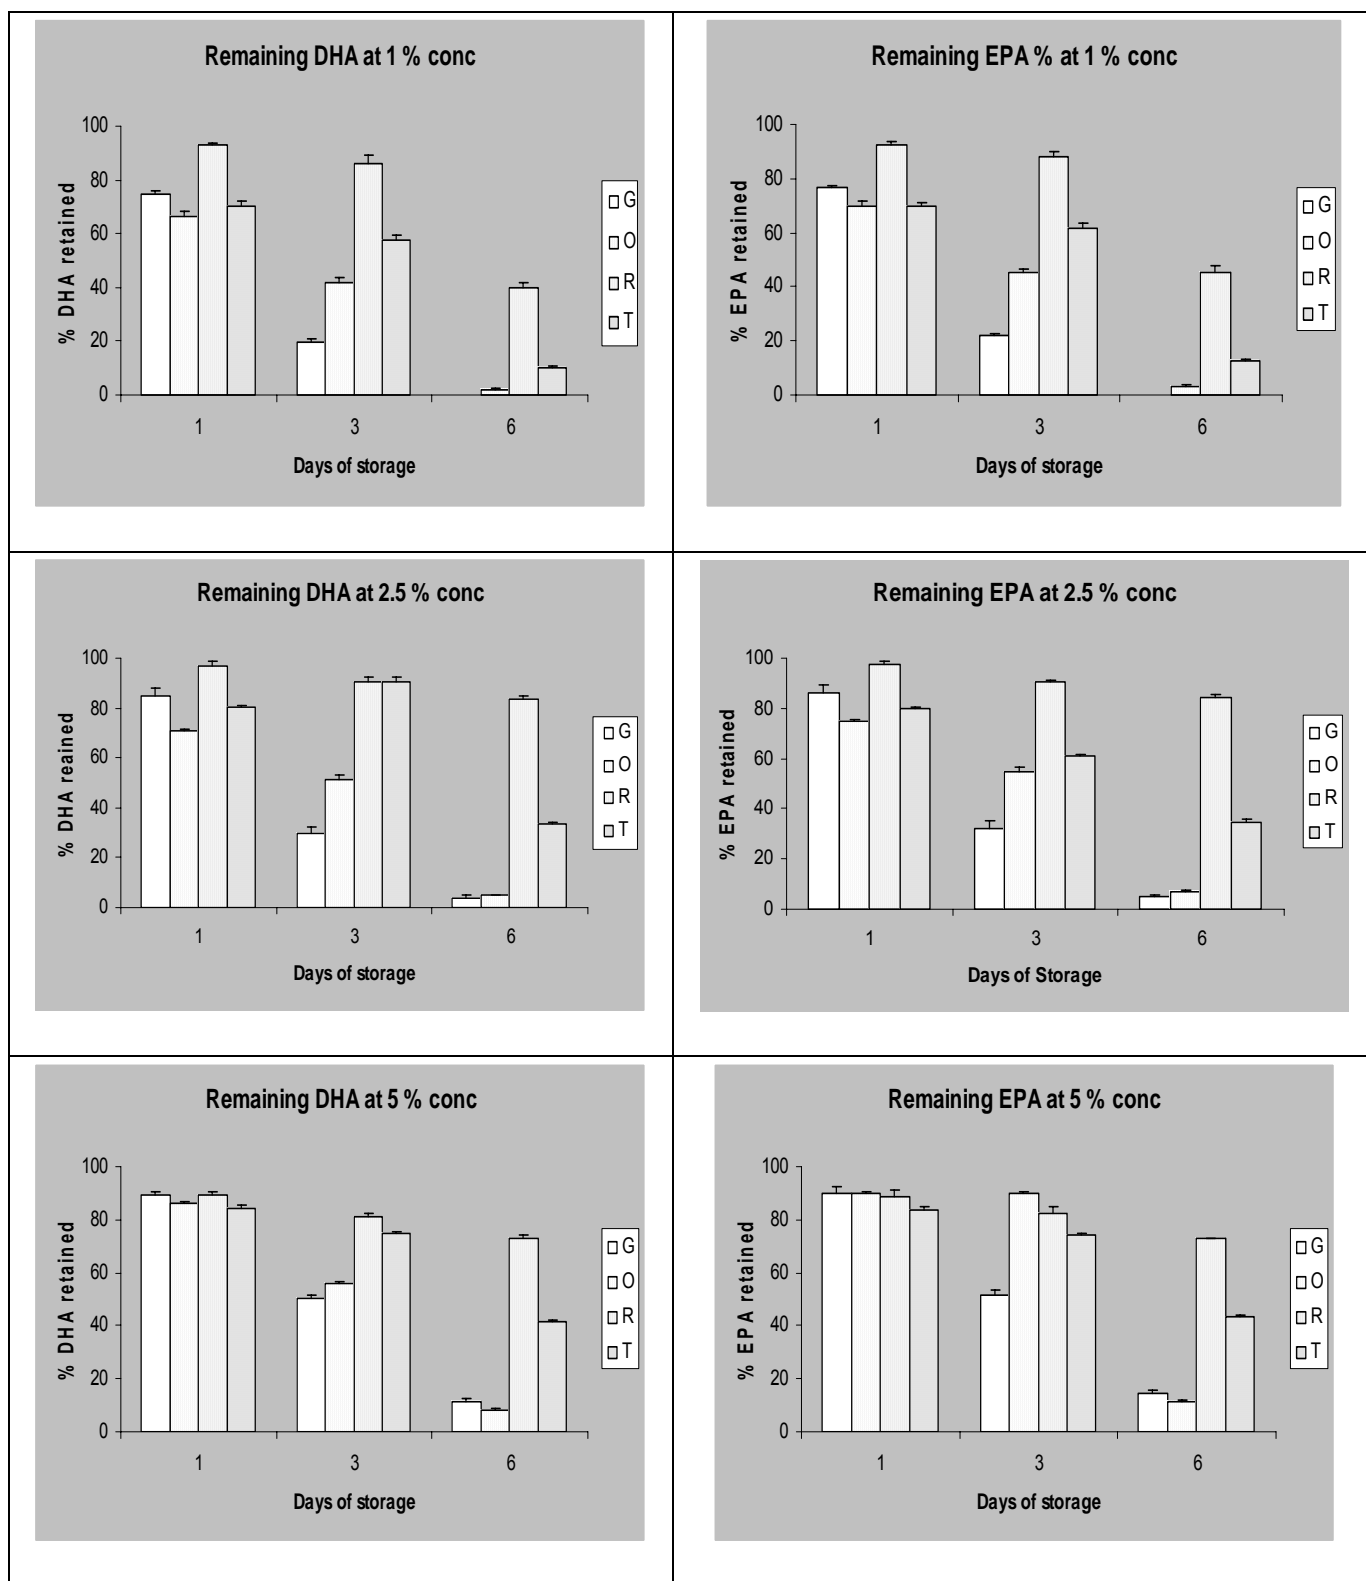 Remaining DHA at 1 % conc
% DHA retained
100
80
60
40
20
0
1 3 6
Days of storage
G
O
R
T
Remaining EPA % at 1 % conc
% EPA retained
100
80
60
40
20
0
1 3 6
Days of storage
G
O
R
T
Remaining DHA at 2.5 % conc
% DHA reained
100
80
60
40
20
0
1 3 6
Days of storage
G
O
R
T
Remaining EPA at 2.5 % conc
% EPA retained
100
80
60
40
20
0
1 3 6
Days of Storage
G
O
R
T
Remaining DHA at 5 % conc
% DHA retained
100
80
60
40
20
0
1 3 6
Days of storage
G
O
R
T
Remaining EPA at 5 % conc
% EPA retained
100
80
60
40
20
0
1 3 6
Days of storage
G
O
R
T